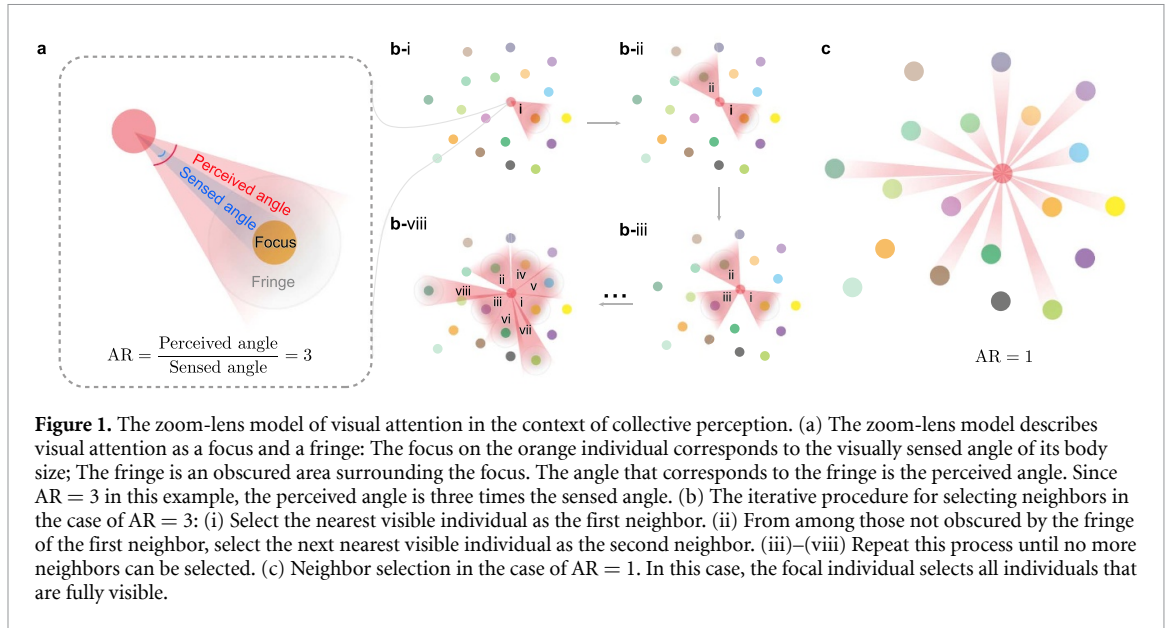 a
Perceived angle
Sensed angle
Focus
Fringe
AR = Perceived angle / Sensed angle = 3
b-i
i
b-ii
ii
i
b-viii
ii
iv
v
viii
iii
i
vi
vii
...
b-iii
ii
iii
i
c
AR = 1
Figure 1. The zoom-lens model of visual attention in the context of collective perception. (a) The zoom-lens model describes
visual attention as a focus and a fringe: The focus on the orange individual corresponds to the visually sensed angle of its body
size; The fringe is an obscured area surrounding the focus. The angle that corresponds to the fringe is the perceived angle. Since
AR = 3 in this example, the perceived angle is three times the sensed angle. (b) The iterative procedure for selecting neighbors in
the case of AR = 3: (i) Select the nearest visible individual as the first neighbor. (ii) From among those not obscured by the fringe
of the first neighbor, select the next nearest visible individual as the second neighbor. (iii)–(viii) Repeat this process until no more
neighbors can be selected. (c) Neighbor selection in the case of AR = 1. In this case, the focal individual selects all individuals that
are fully visible.